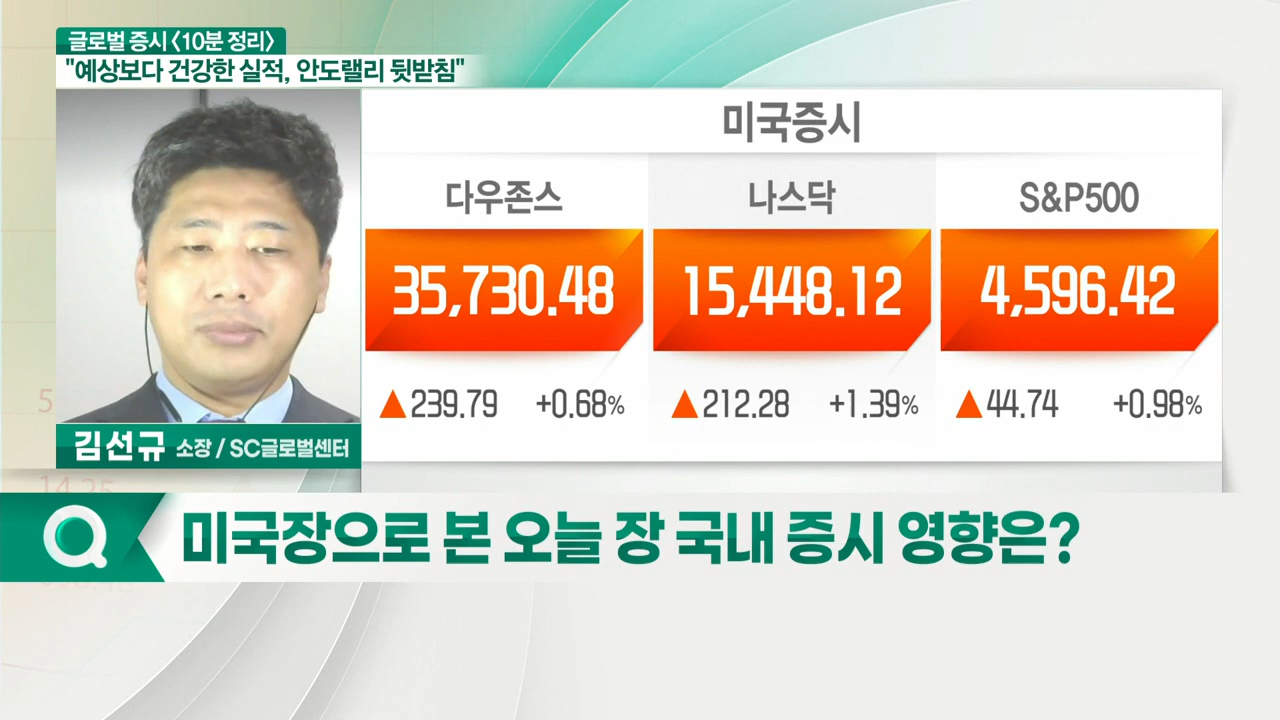 글로벌 증시 <10분 정리>
"예상보다 건강한 실적, 안도랠리 뒷받침"
미국증시
다우존스
나스닥
S&P500
35,730.48
15,448.12
4,596.42
▲239.79 +0.68%
▲212.28 +1.39%
▲44.74 +0.98%
김선규 소장 / SC글로벌센터
Q 미국장으로 본 오늘 장 국내 증시 영향은?